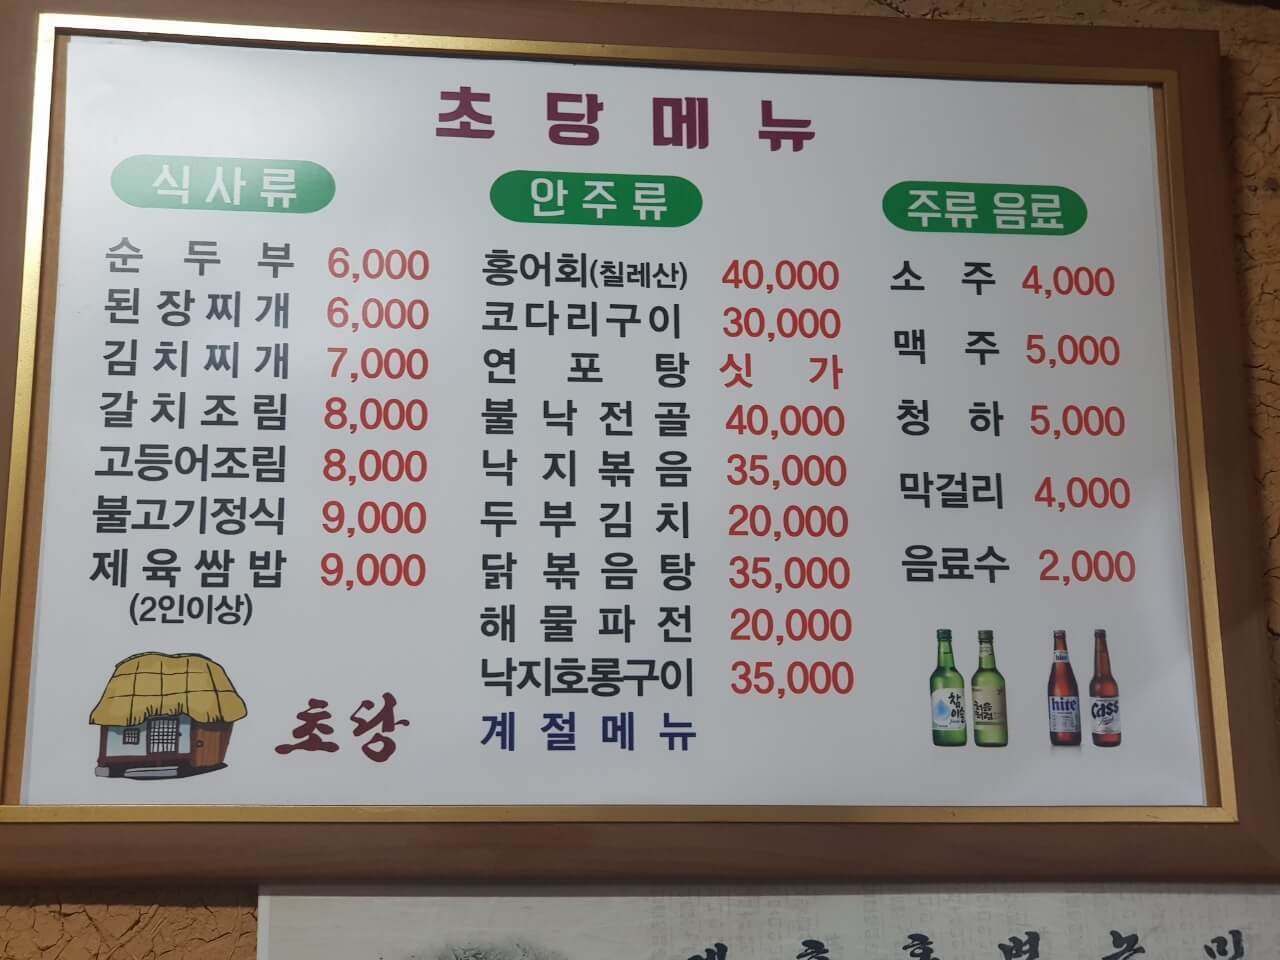 초당메뉴
식사류
순두부 6,000
된장찌개 6,000
김치찌개 7,000
갈치조림 8,000
고등어조림 8,000
불고기정식 9,000
제육쌈밥 9,000
(2인이상)
초당
안주류
홍어회(칠레산) 40,000
코다리구이 30,000
연포탕 싯가
불낙전골 40,000
낙지볶음 35,000
두부김치 20,000
닭볶음탕 35,000
해물파전 20,000
낙지호롱구이 35,000
계절메뉴
주류 음료
소주 4,000
맥주 5,000
청하 5,000
막걸리 4,000
음료수 2,000
참이슬
처음처럼
hite
Cass